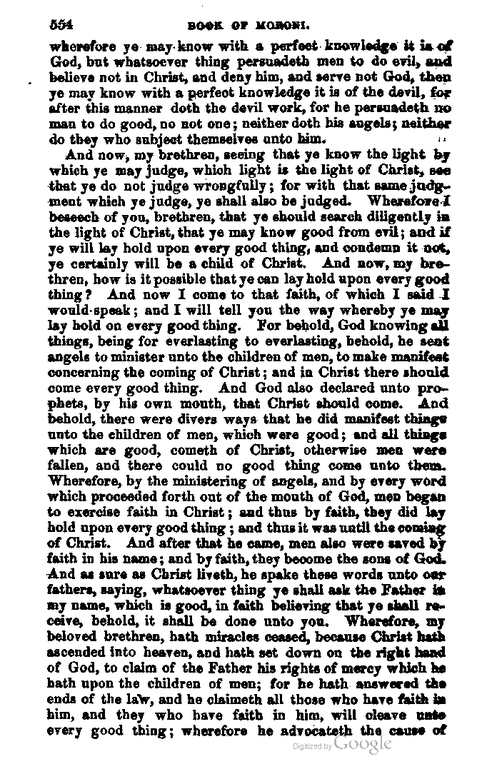 554 BOOK OF MORONI.
wherefore ye may know with a perfect knowledge it is of
God, but whatsoever thing persuadeth men to do evil, and
believe not in Christ, and deny him, and serve not God, then
ye may know with a perfect knowledge it is of the devil, for
after this manner doth the devil work, for he persuadeth no
man to do good, no not one; neither doth his angels; neither
do they who subject themselves unto him.
And now, my brethren, seeing that ye know the light by
which ye may judge, which light is the light of Christ, see
that ye do not judge wrongfully; for with that same judg-
ment which ye judge, ye shall also be judged. Wherefore I
beseech of you, brethren, that ye should search diligently in
the light of Christ, that ye may know good from evil; and if
ye will lay hold upon every good thing, and condemn it not,
ye certainly will be a child of Christ. And now, my bre-
thren, how is it possible that ye can lay hold upon every good
thing? And now I come to that faith, of which I said I
would speak; and I will tell you the way whereby ye may
lay hold on every good thing. For behold, God knowing all
things, being for everlasting to everlasting, behold, he sent
angels to minister unto the children of men, to make manifest
concerning the coming of Christ; and in Christ there should
come every good thing. And God also declared unto pro-
phets, by his own mouth, that Christ should come. And
behold, there were divers ways that he did manifest things
unto the children of men, which were good; and all things
which are good, cometh of Christ, otherwise men were
fallen, and there could no good thing come unto them.
Wherefore, by the ministering of angels, and by every word
which proceeded forth out of the mouth of God, men began
to exercise faith in Christ; and thus by faith, they did lay
hold upon every good thing; and thus it was until the coming
of Christ. And after that he came, men also were saved by
faith in his name; and by faith, they become the sons of God.
And as sure as Christ liveth, he spake these words unto our
fathers, saying, whatsoever thing ye shall ask the Father in
my name, which is good, in faith believing that ye shall re-
ceive, behold, it shall be done unto you. Wherefore, my
beloved brethren, hath miracles ceased, because Christ hath
ascended into heaven, and hath set down on the right hand
of God, to claim of the Father his rights of mercy which he
hath upon the children of men; for he hath answered the
ends of the law, and he claimeth all those who have faith in
him, and they who have faith in him, will cleave unto
every good thing; wherefore he advocateth the cause of
Digitized by Google